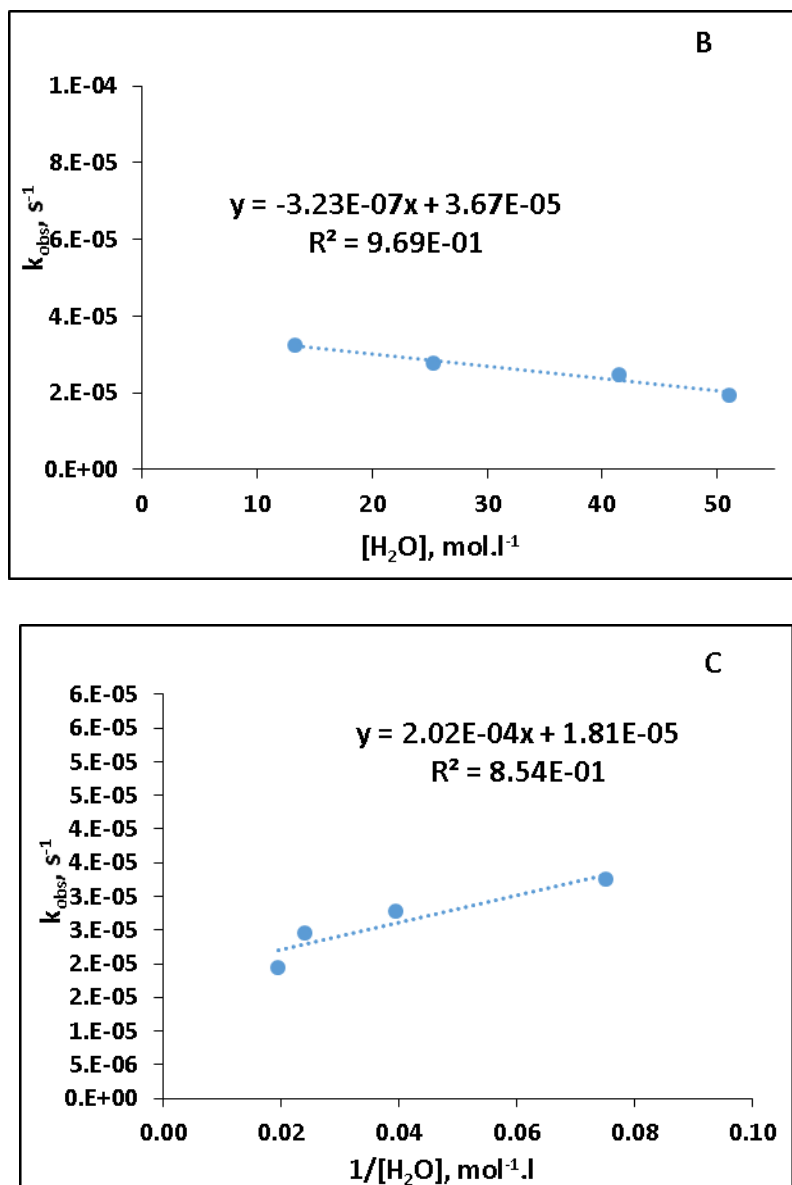 B
1.E-04
8.E-05
6.E-05
4.E-05
2.E-05
0.E+00
k_obs, s⁻¹
y = -3.23E-07x + 3.67E-05
R² = 9.69E-01
0 10 20 30 40 50
[H₂O], mol.l⁻¹
C
6.E-05
6.E-05
5.E-05
5.E-05
4.E-05
4.E-05
3.E-05
3.E-05
2.E-05
2.E-05
1.E-05
5.E-06
0.E+00
k_obs, s⁻¹
y = 2.02E-04x + 1.81E-05
R² = 8.54E-01
0.00 0.02 0.04 0.06 0.08 0.10
1/[H₂O], mol⁻¹.l